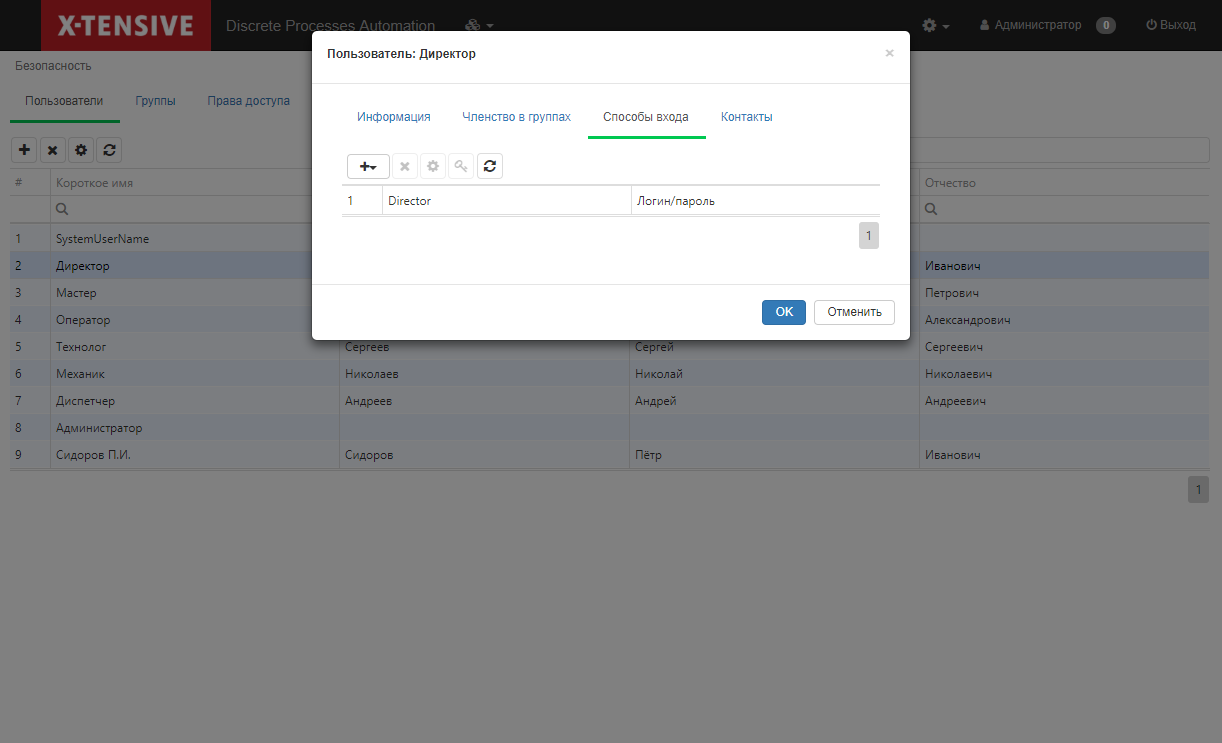 X-TENSIVE Discrete Processes Automation Администратор 0 Выход
Безопасность
Пользователи Группы Права доступа
# Короткое имя Отчество
1 SystemUserName
2 Директор Иванович
3 Мастер Петрович
4 Оператор Александрович
5 Технолог Сергеев Сергей Сергеевич
6 Механик Николаев Николай Николаевич
7 Диспетчер Андреев Андрей Андреевич
8 Администратор
9 Сидоров П.И. Сидоров Пётр Иванович
1
Пользователь: Директор ×
Информация Членство в группах Способы входа Контакты
1 Director Логин/пароль
1
OK Отменить